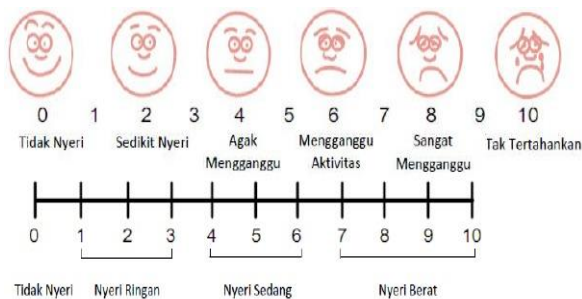 0 1 2 3 4 5 6 7 8 9 10
Tidak Nyeri Sedikit Nyeri Agak Mengganggu Mengganggu Aktivitas Sangat Mengganggu Tak Tertahankan
0 1 2 3 4 5 6 7 8 9 10
Tidak Nyeri Nyeri Ringan Nyeri Sedang Nyeri Berat